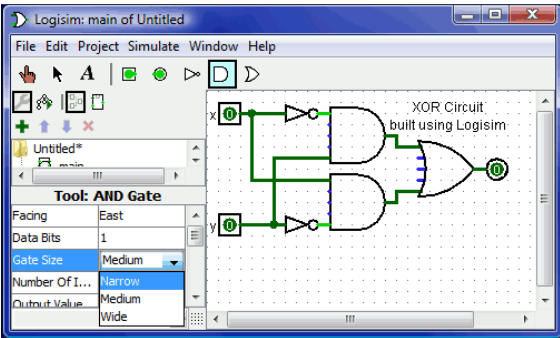 Logisim: main of Untitled
File Edit Project Simulate Window Help
A
Untitled*
main
Tool: AND Gate
Facing East
Data Bits 1
Gate Size Medium
Number Of I... Narrow
Medium
Output Value
Wide
XOR Circuit
built using Logisim
x 0
0
y 0